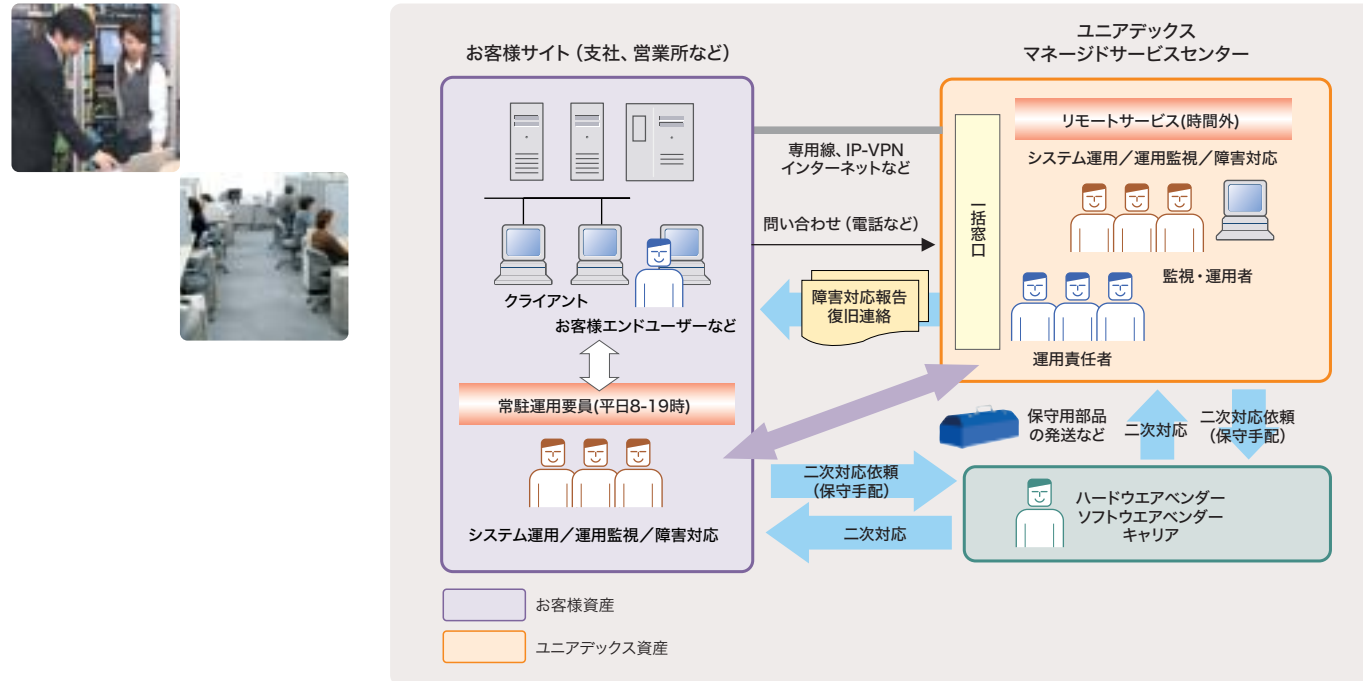 お客様サイト（支社、営業所など）
ユニアデックス
マネージドサービスセンター
専用線、IP-VPN
インターネットなど
問い合わせ（電話など）
障害対応報告
復旧連絡
クライアント
お客様エンドユーザーなど
常駐運用要員(平日8-19時)
システム運用／運用監視／障害対応
一括窓口
リモートサービス(時間外)
システム運用／運用監視／障害対応
監視・運用者
運用責任者
保守用部品
の発送など
二次対応
二次対応依頼
(保守手配)
二次対応依頼
(保守手配)
二次対応
ハードウエアベンダー
ソフトウエアベンダー
キャリア
お客様資産
ユニアデックス資産